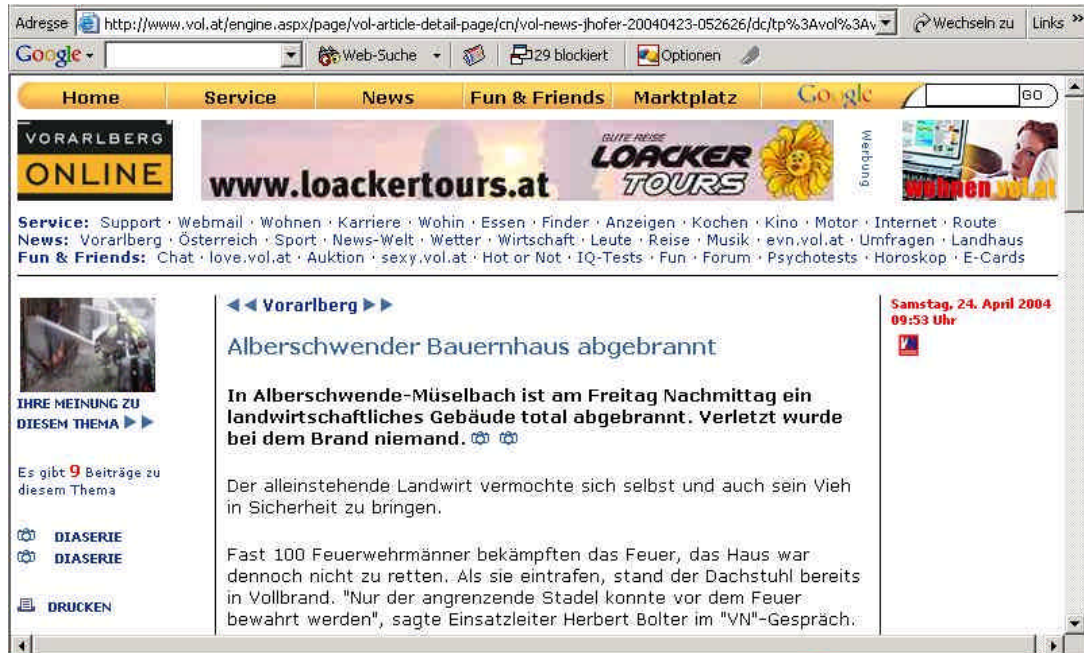 Adresse http://www.vol.at/engine.aspx/page/vol-article-detail-page/cn/vol-news-jhofer-20040423-052626/dc/tp%3Avol%3Av Wechseln zu Links »
Google Web-Suche 29 blockiert Optionen
Home Service News Fun & Friends Marktplatz Google GO
VORARLBERG
ONLINE
www.loackertours.at
GUTE REISE
LOACKER
TOURS
Werbung
wohnen.vol.at
Service: Support · Webmail · Wohnen · Karriere · Wohin · Essen · Finder · Anzeigen · Kochen · Kino · Motor · Internet · Route
News: Vorarlberg · Österreich · Sport · News-Welt · Wetter · Wirtschaft · Leute · Reise · Musik · evn.vol.at · Umfragen · Landhaus
Fun & Friends: Chat · love.vol.at · Auktion · sexy.vol.at · Hot or Not · IQ-Tests · Fun · Forum · Psychotests · Horoskop · E-Cards
IHRE MEINUNG ZU
DIESEM THEMA
Es gibt 9 Beiträge zu
diesem Thema
DIASERIE
DIASERIE
DRUCKEN
Vorarlberg
Alberschwender Bauernhaus abgebrannt
In Alberschwende-Müselbach ist am Freitag Nachmittag ein
landwirtschaftliches Gebäude total abgebrannt. Verletzt wurde
bei dem Brand niemand.
Der alleinstehende Landwirt vermochte sich selbst und auch sein Vieh
in Sicherheit zu bringen.
Fast 100 Feuerwehrmänner bekämpften das Feuer, das Haus war
dennoch nicht zu retten. Als sie eintrafen, stand der Dachstuhl bereits
in Vollbrand. "Nur der angrenzende Stadel konnte vor dem Feuer
bewahrt werden", sagte Einsatzleiter Herbert Bolter im "VN"-Gespräch.
Samstag, 24. April 2004
09:53 Uhr